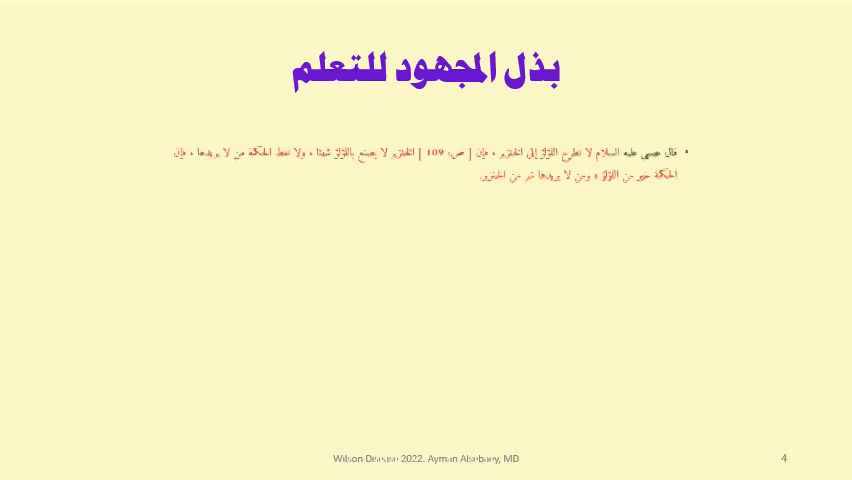 بذل المجهود للتعلم
• قال عيسى عليه السلام لا تطرح اللؤلؤ إلى الخنزير ، فإن [ ص: 109 ] الخنزير لا يصنع باللؤلؤ شيئا ، ولا تعط الحكمة من لا يريدها ، فإن
الحكمة خير من اللؤلؤ ، ومن لا يريدها شر من الخنزير.
Wilson Disease 2022. Ayman Alsebaey, MD
4